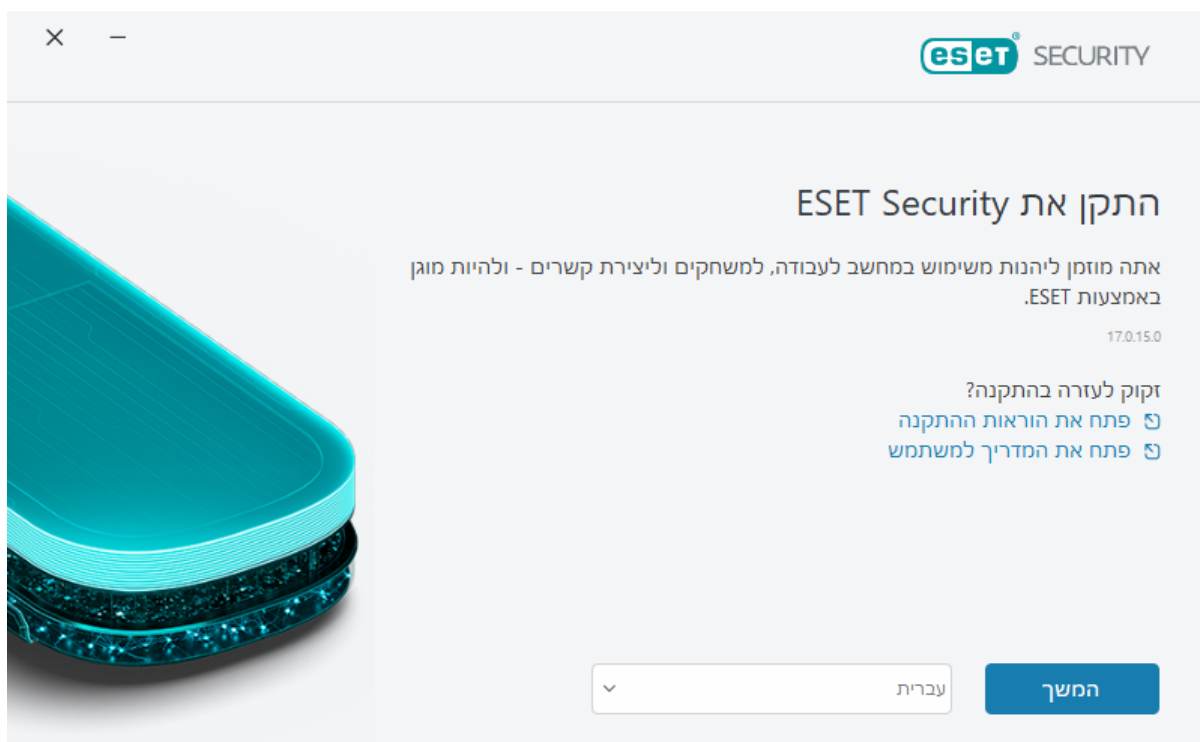 eset® SECURITY
התקן את ESET Security
אתה מוזמן ליהנות משימוש במחשב לעבודה, למשחקים וליצירת קשרים - ולהיות מוגן
באמצעות ESET.
17.0.15.0
זקוק לעזרה בהתקנה?
פתח את הוראות ההתקנה
פתח את המדריך למשתמש
המשך
עברית